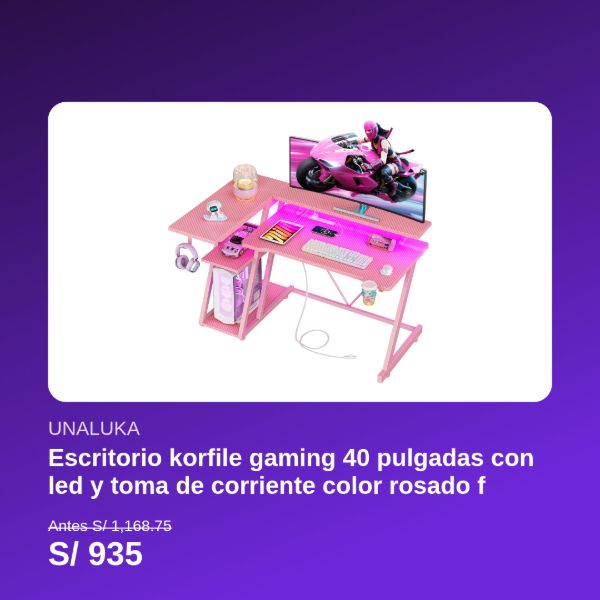 UNALUKA
Escritorio korfile gaming 40 pulgadas con
led y toma de corriente color rosado f
Antes S/ 1,168.75
S/ 935